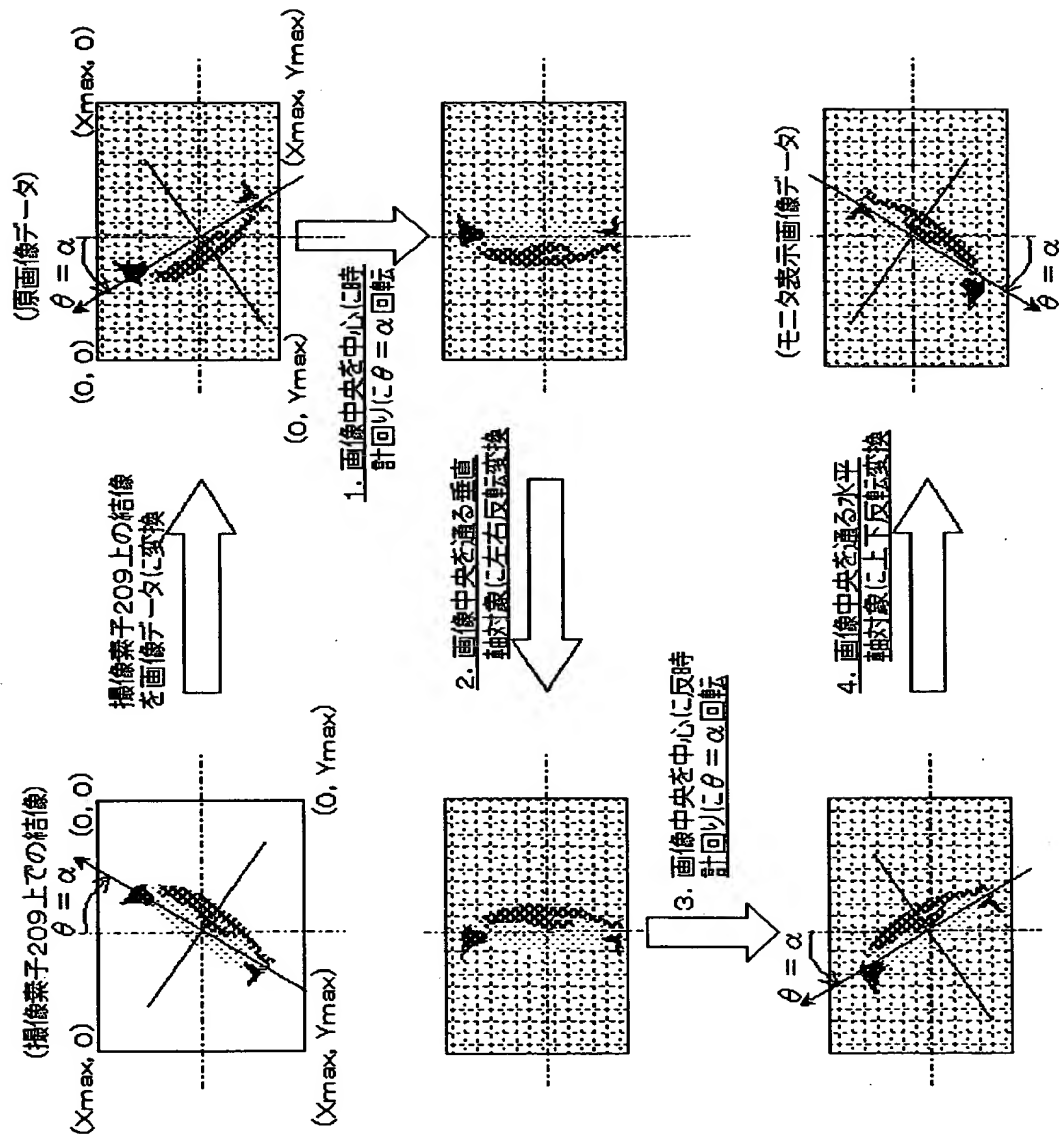 (撮像素子209上での結像)
(Xmax, 0)
θ = α
(0, 0)
(Xmax, Ymax)
(0, Ymax)
撮像素子209上の結像
を画像データに変換
(原画像データ)
(0, 0)
θ = α
(Xmax, 0)
(0, Ymax)
(Xmax, Ymax)
1. 画像中央を中心に時
計回りにθ = α回転
2. 画像中央を通る垂直
軸対象に左右反転変換
3. 画像中央を中心に反時
計回りにθ = α回転
θ = α
4. 画像中央を通る水平
軸対象に上下反転変換
(モニタ表示画像データ)
θ = α